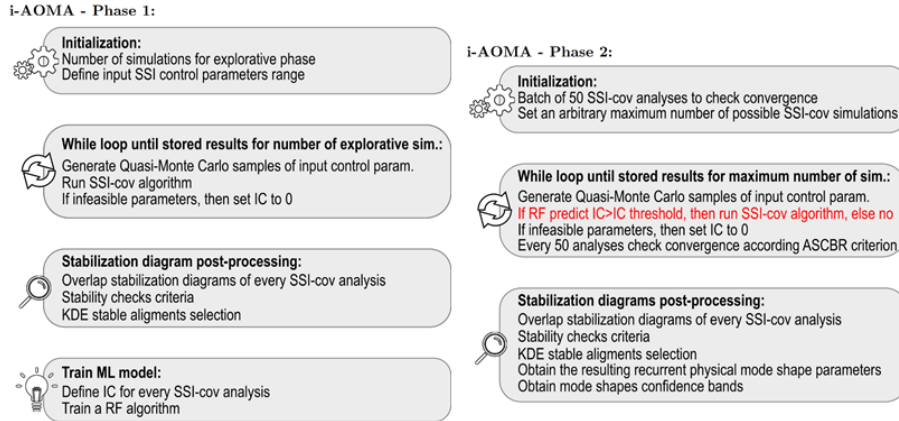 i-AOMA - Phase 1:
Initialization:
Number of simulations for explorative phase
Define input SSI control parameters range
While loop until stored results for number of explorative sim.:
Generate Quasi-Monte Carlo samples of input control param.
Run SSI-cov algorithm
If infeasible parameters, then set IC to 0
Stabilization diagram post-processing:
Overlap stabilization diagrams of every SSI-cov analysis
Stability checks criteria
KDE stable aligments selection
Train ML model:
Define IC for every SSI-cov analysis
Train a RF algorithm
i-AOMA - Phase 2:
Initialization:
Batch of 50 SSI-cov analyses to check convergence
Set an arbitrary maximum number of possible SSI-cov simulations
While loop until stored results for maximum number of sim.:
Generate Quasi-Monte Carlo samples of input control param.
If RF predict IC>IC threshold, then run SSI-cov algorithm, else no
If infeasible parameters, then set IC to 0
Every 50 analyses check convergence according ASCBR criterion
Stabilization diagrams post-processing:
Overlap stabilization diagrams of every SSI-cov analysis
Stability checks criteria
KDE stable aligments selection
Obtain the resulting recurrent physical mode shape parameters
Obtain mode shapes confidence bands